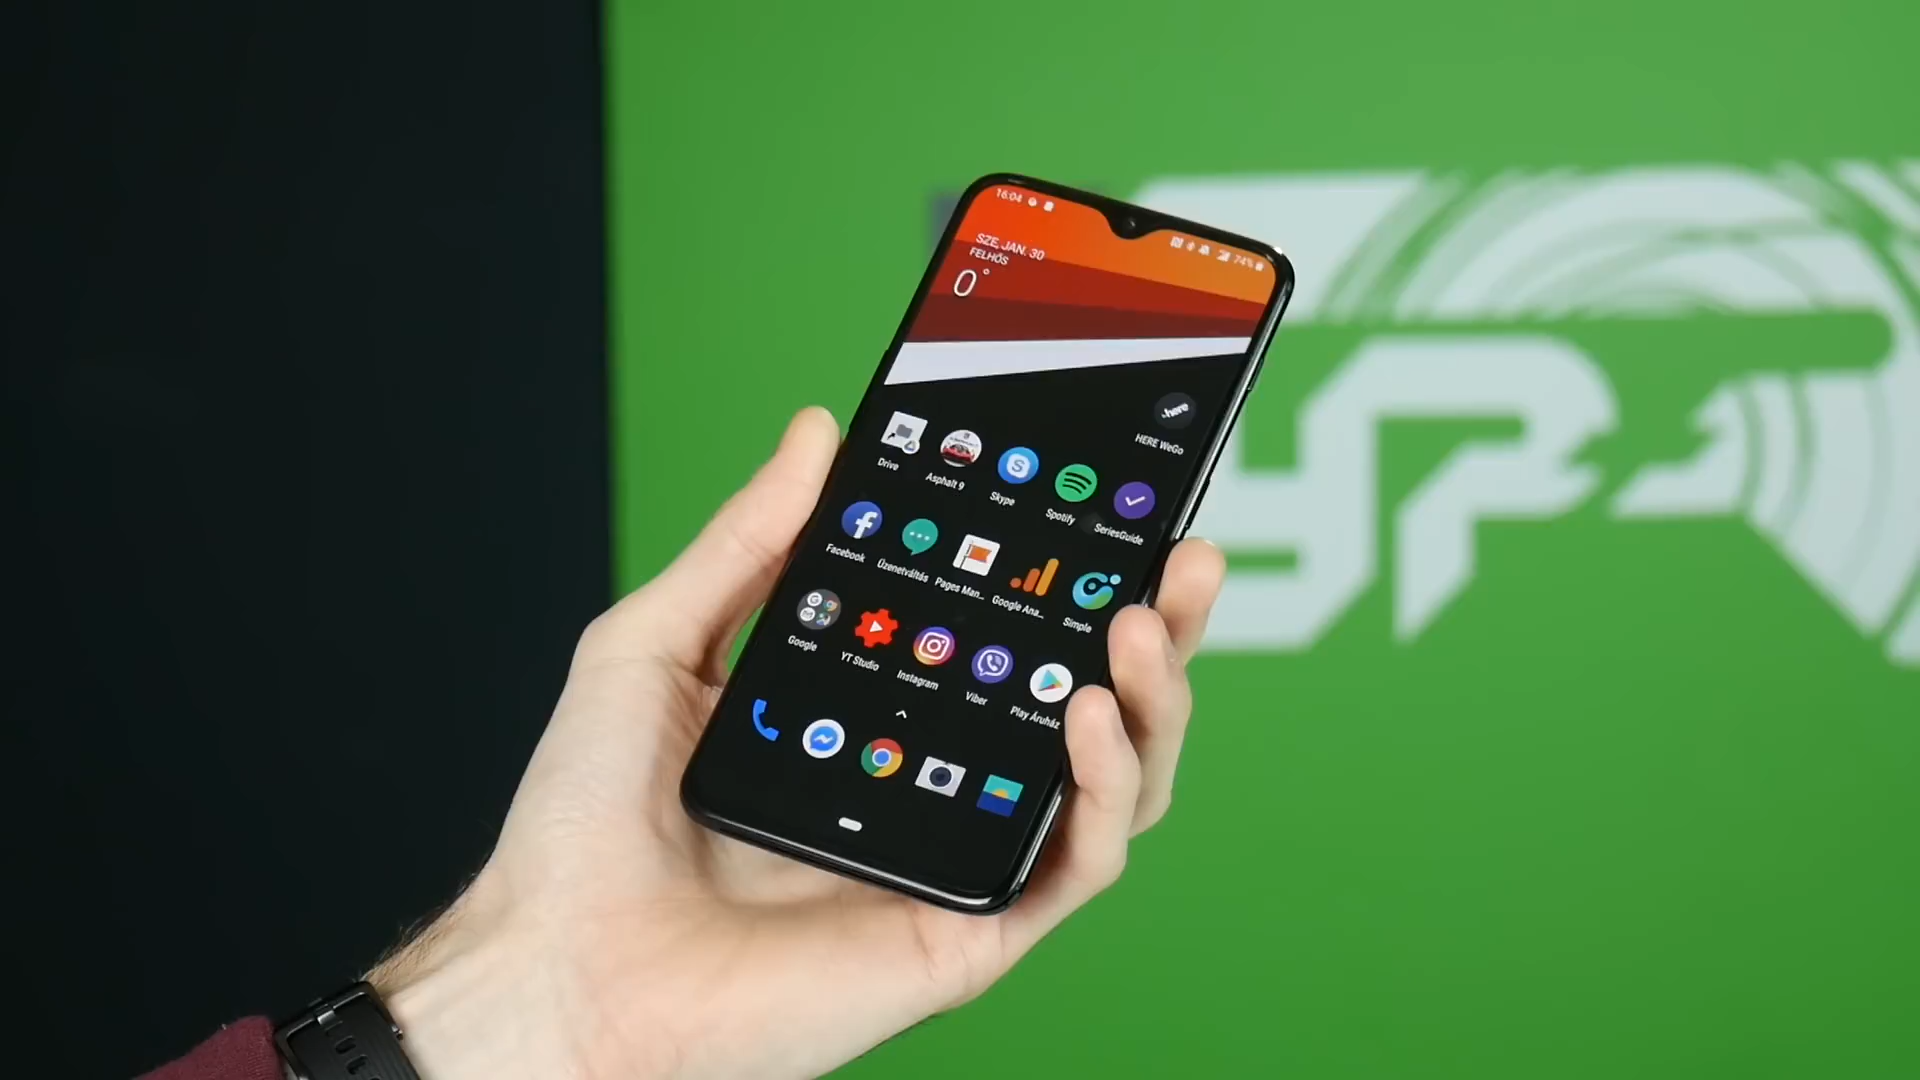 16:04
74%
SZE, JAN. 30
FELHŐS
0°
.here
HERE WeGo
Drive
Asphalt 9
Skype
Spotify
SeriesGuide
Facebook
Üzenetváltás
Pages Man...
Google Ana...
Simple
Google
YT Studio
Instagram
Viber
Play Áruház